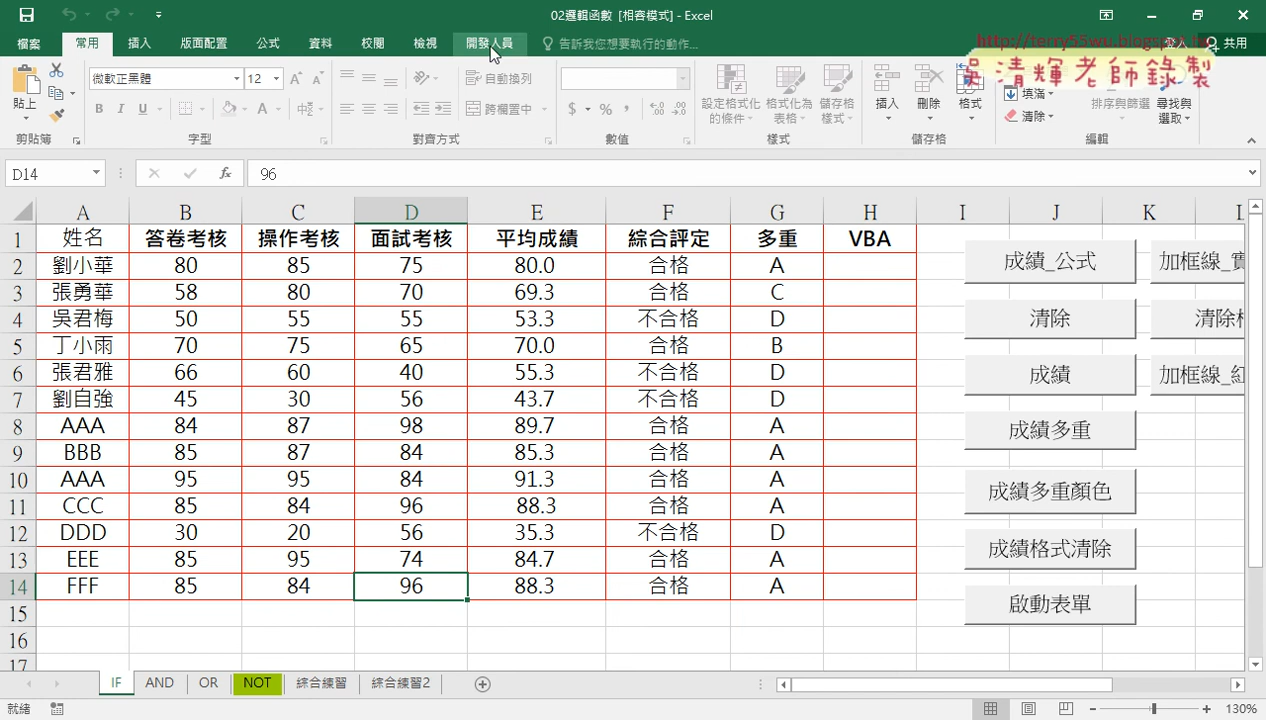 02邏輯函數 [相容模式] - Excel
http://terry55wu.blogspot.tw
吳清輝老師錄製
檔案 常用 插入 版面配置 公式 資料 校閱 檢視 開發人員 告訴我您想要執行的動作... 登入 共用
貼上 微軟正黑體 12 自動換列 設定格式化的條件 格式化為表格 儲存格樣式 插入 刪除 格式 填滿 排序與篩選 尋找與選取
B I U 跨欄置中 $ % 清除
剪貼簿 字型 對齊方式 數值 樣式 儲存格 編輯
D14 fx 96
A B C D E F G H I J K L
1 姓名 答卷考核 操作考核 面試考核 平均成績 綜合評定 多重 VBA
2 劉小華 80 85 75 80.0 合格 A
3 張勇華 58 80 70 69.3 合格 C
4 吳君梅 50 55 55 53.3 不合格 D
5 丁小雨 70 75 65 70.0 合格 B
6 張君雅 66 60 40 55.3 不合格 D
7 劉自強 45 30 56 43.7 不合格 D
8 AAA 84 87 98 89.7 合格 A
9 BBB 85 87 84 85.3 合格 A
10 AAA 95 95 84 91.3 合格 A
11 CCC 85 84 96 88.3 合格 A
12 DDD 30 20 56 35.3 不合格 D
13 EEE 85 95 74 84.7 合格 A
14 FFF 85 84 96 88.3 合格 A
15
16
17
成績_公式 加框線_
清除 清除
成績 加框線_紅
成績多重
成績多重顏色
成績格式清除
啟動表單
IF AND OR NOT 綜合練習 綜合練習2
就緒 130%